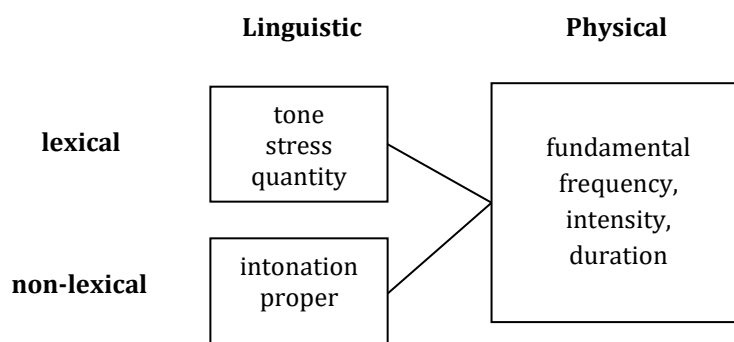 Linguistic Physical
lexical
tone
stress
quantity
non-lexical
intonation
proper
fundamental
frequency,
intensity,
duration